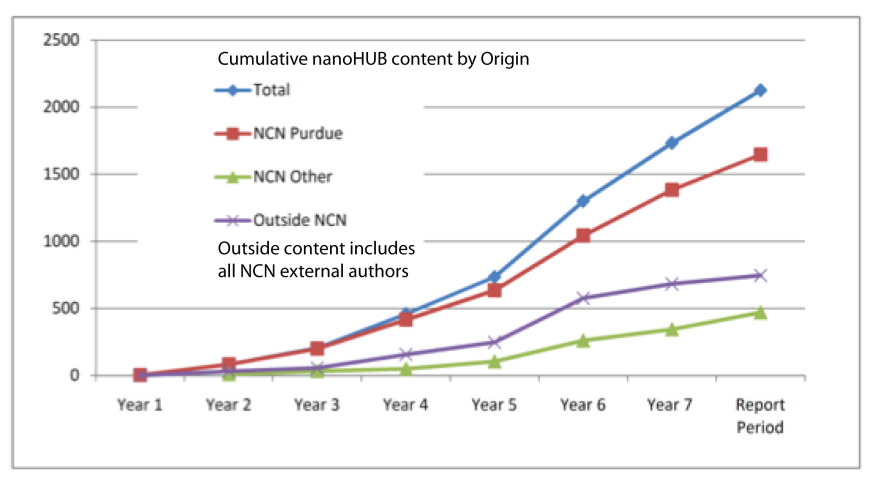 2500
Cumulative nanoHUB content by Origin
Total
2000
NCN Purdue
1500
NCN Other
Outside NCN
1000
Outside content includes
all NCN external authors
500
0
Year 1 Year 2 Year 3 Year 4 Year 5 Year 6 Year 7 Report
Period